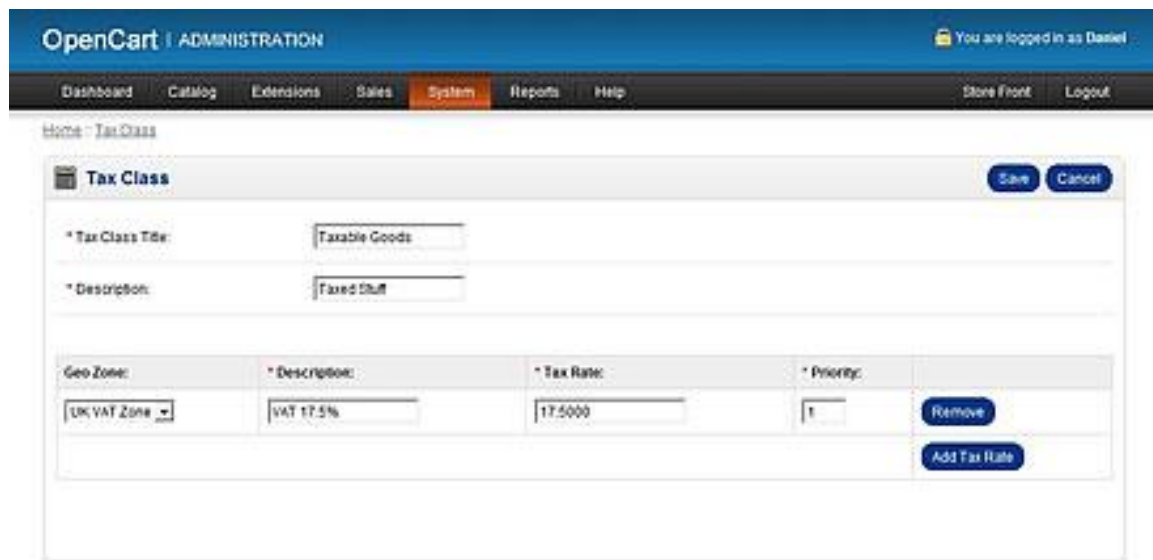 OpenCart | ADMINISTRATION You are logged in as Daniel
Dashboard Catalog Extensions Sales System Reports Help Store Front Logout
Home :: Tax Class
Tax Class Save Cancel
* Tax Class Title: Taxable Goods
* Description: Taxed Stuff
Geo Zone: * Description: * Tax Rate: * Priority:
UK VAT Zone VAT 17.5% 17.5000 1 Remove
Add Tax Rate